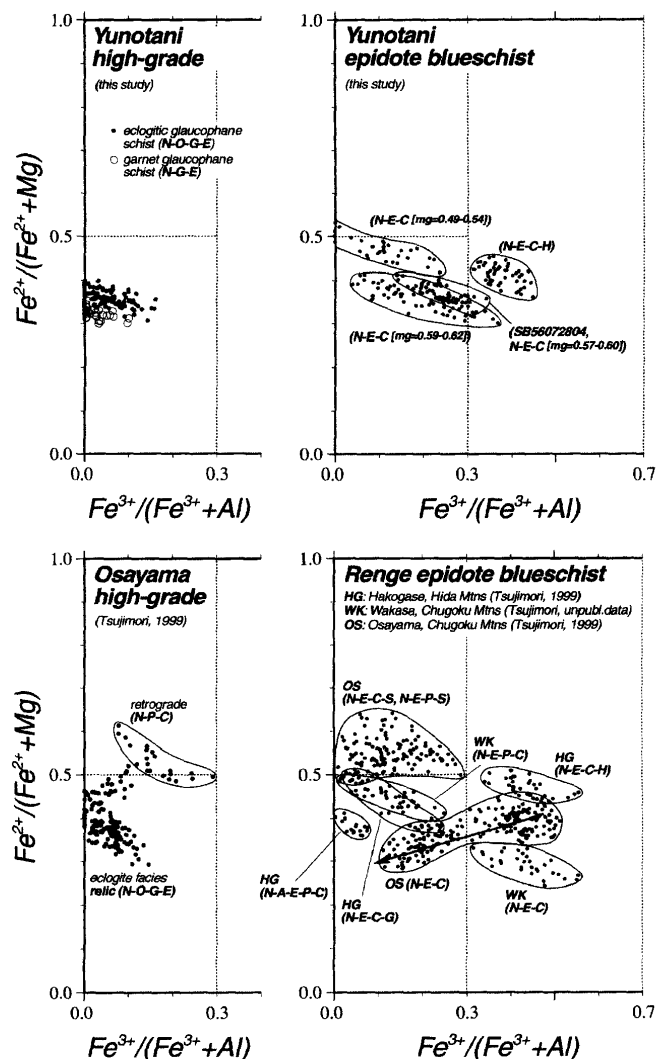 1.0
Yunotani
high-grade
(this study)
eclogitic glaucophane
schist (N-O-G-E)
garnet glaucophane
schist (N-G-E)
0.5
0.0
0.0
0.3
Fe2+/(Fe2++Mg)
Fe3+/(Fe3++Al)
1.0
Yunotani
epidote blueschist
(this study)
(N-E-C [mg=0.49-0.54])
0.5
(N-E-C-H)
(N-E-C [mg=0.59-0.62])
(SB56072804,
N-E-C [mg=0.57-0.60])
0.0
0.0
0.3
0.7
Fe3+/(Fe3++Al)
1.0
Osayama
high-grade
(Tsujimori, 1999)
retrograde
(N-P-C)
0.5
eclogite facies
relic (N-O-G-E)
0.0
0.0
0.3
Fe2+/(Fe2++Mg)
Fe3+/(Fe3++Al)
1.0
Renge epidote blueschist
HG: Hakogase, Hida Mtns (Tsujimori, 1999)
WK: Wakasa, Chugoku Mtns (Tsujimori, unpubl.data)
OS: Osayama, Chugoku Mtns (Tsujimori, 1999)
OS
(N-E-C-S, N-E-P-S)
WK
(N-E-P-C)
HG
(N-E-C-H)
0.5
HG
(N-A-E-P-C)
HG
(N-E-C-G)
OS (N-E-C)
WK
(N-E-C)
0.0
0.0
0.3
0.7
Fe3+/(Fe3++Al)